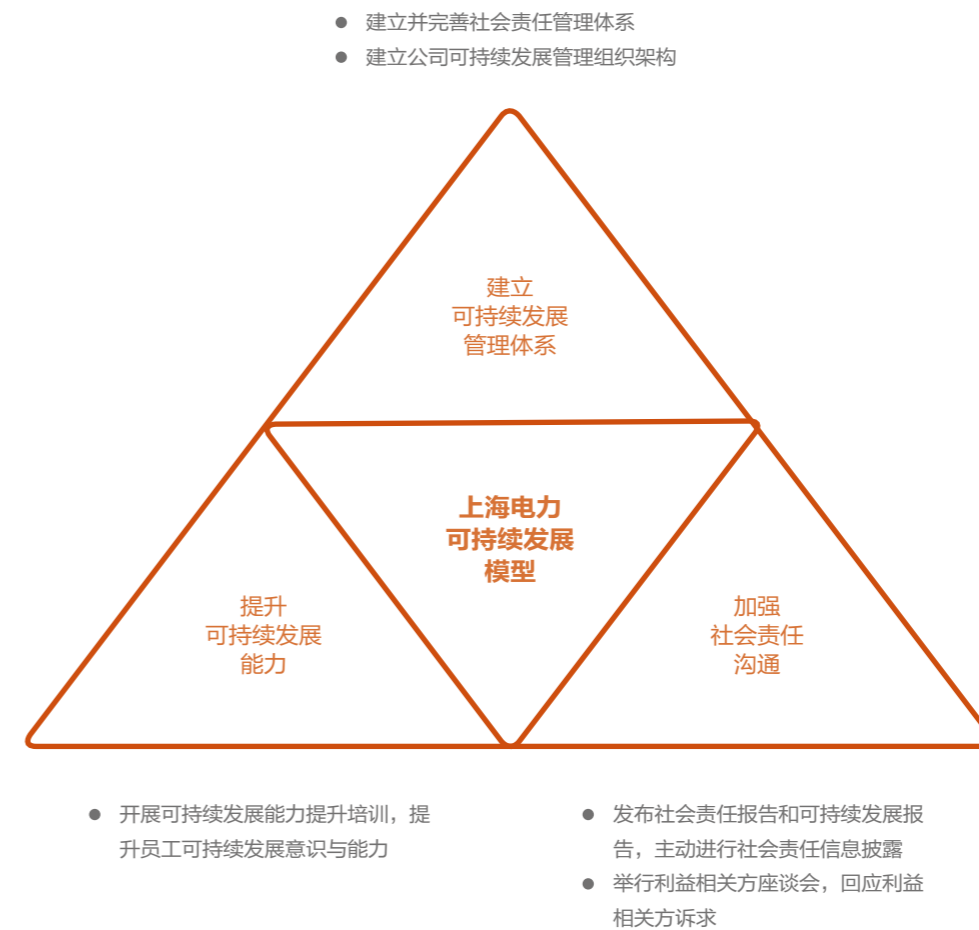 ● 建立并完善社会责任管理体系
● 建立公司可持续发展管理组织架构
建立
可持续发展
管理体系
上海电力
可持续发展
模型
提升
可持续发展
能力
加强
社会责任
沟通
● 开展可持续发展能力提升培训，提
升员工可持续发展意识与能力
● 发布社会责任报告和可持续发展报
告，主动进行社会责任信息披露
● 举行利益相关方座谈会，回应利益
相关方诉求